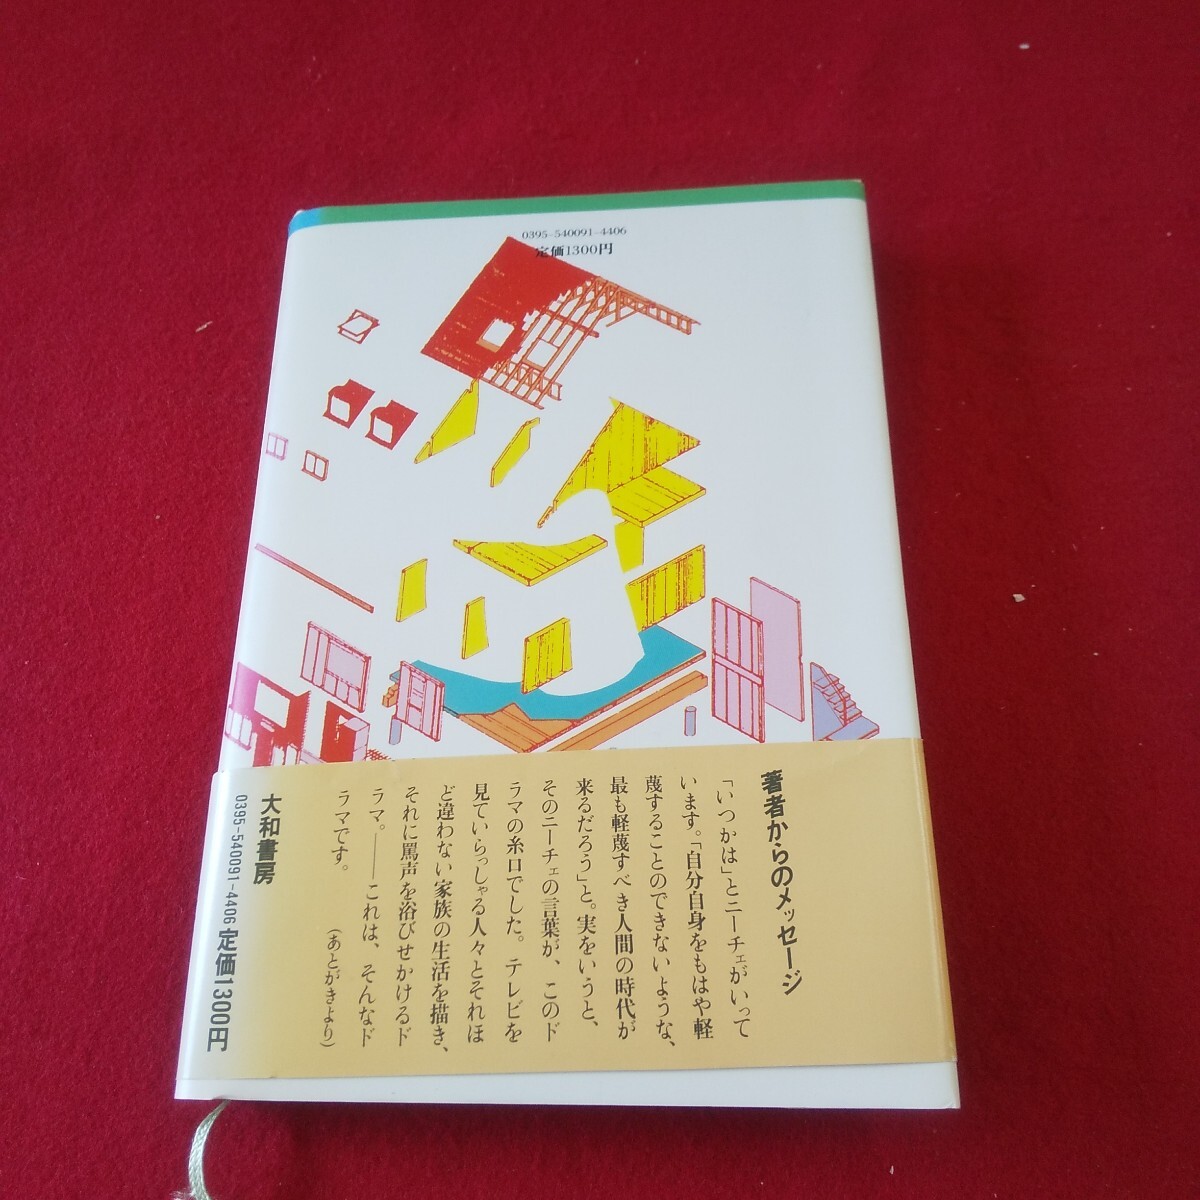 0395-540091-4406
定価1300円
著者からのメッセージ
「いつかは」とニーチェがいって
います。「自分自身をもはや軽
蔑することのできないような、
最も軽蔑すべき人間の時代が
来るだろう」と。実をいうと、
そのニーチェの言葉が、このド
ラマの糸口でした。テレビを
見ていらっしゃる人々とそれほ
ど違わない家族の生活を描き、
それに罵声を浴びせかけるド
ラマ。――これは、そんなド
ラマです。
（あとがきより）
大和書房
0395-540091-4406 定価1300円